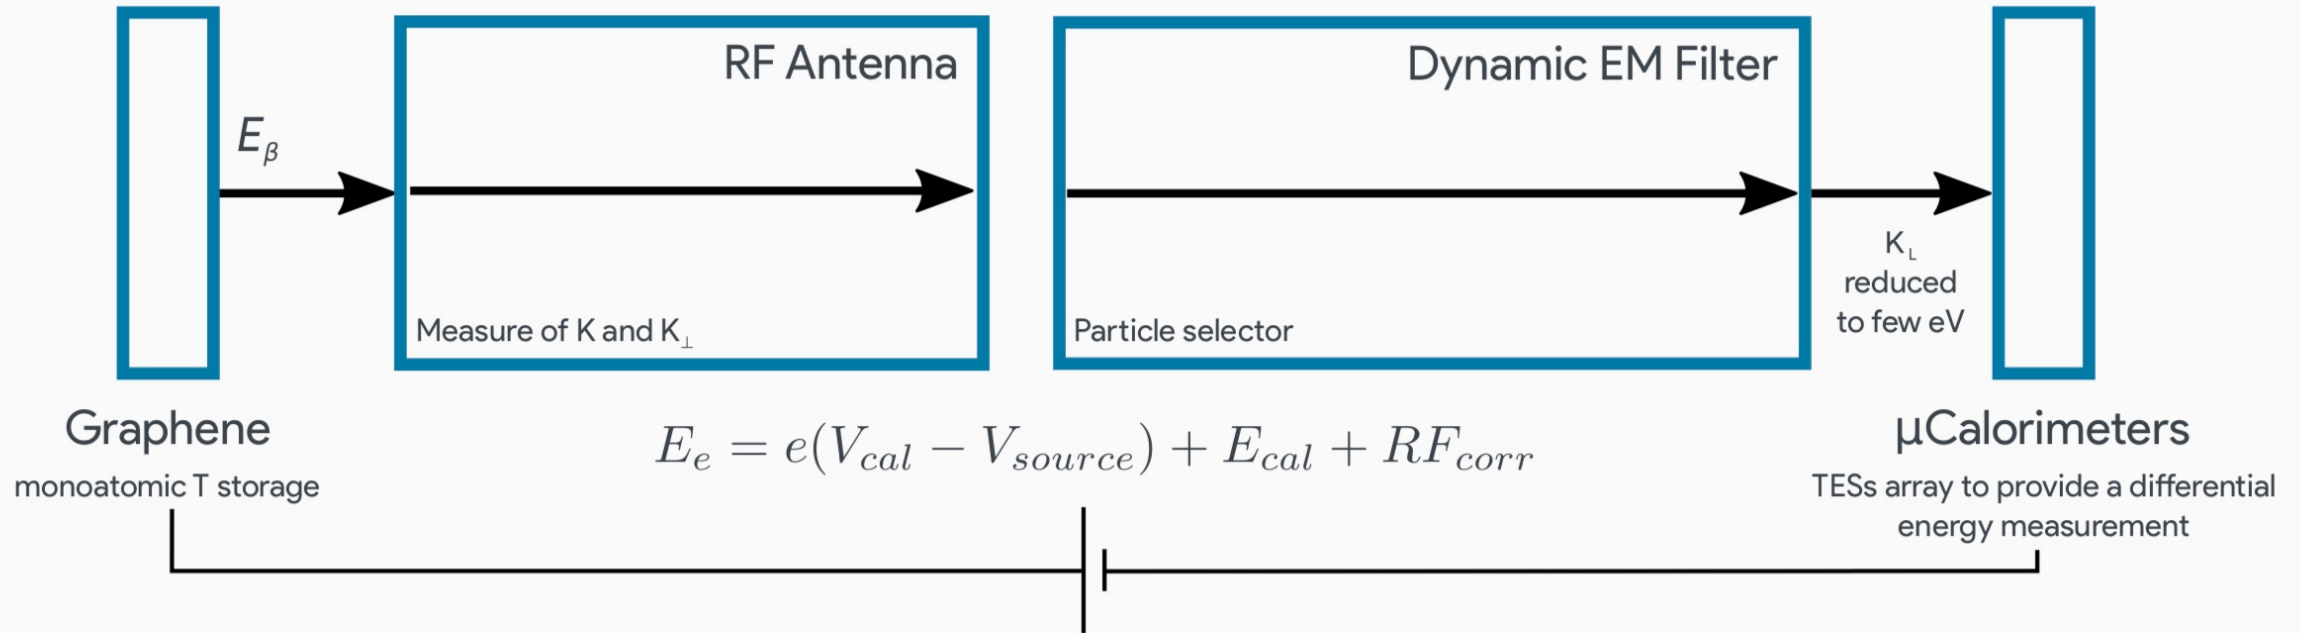 RF Antenna
Dynamic EM Filter
E_β
K_L
reduced
to few eV
Measure of K and K_⊥
Particle selector
Graphene
monoatomic T storage
E_e = e(V_cal − V_source) + E_cal + RF_corr
μCalorimeters
TESs array to provide a differential
energy measurement